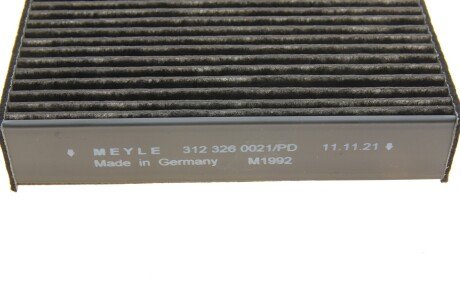 MEYLE 312 326 0021/PD 11.11.21
Made in Germany M1992